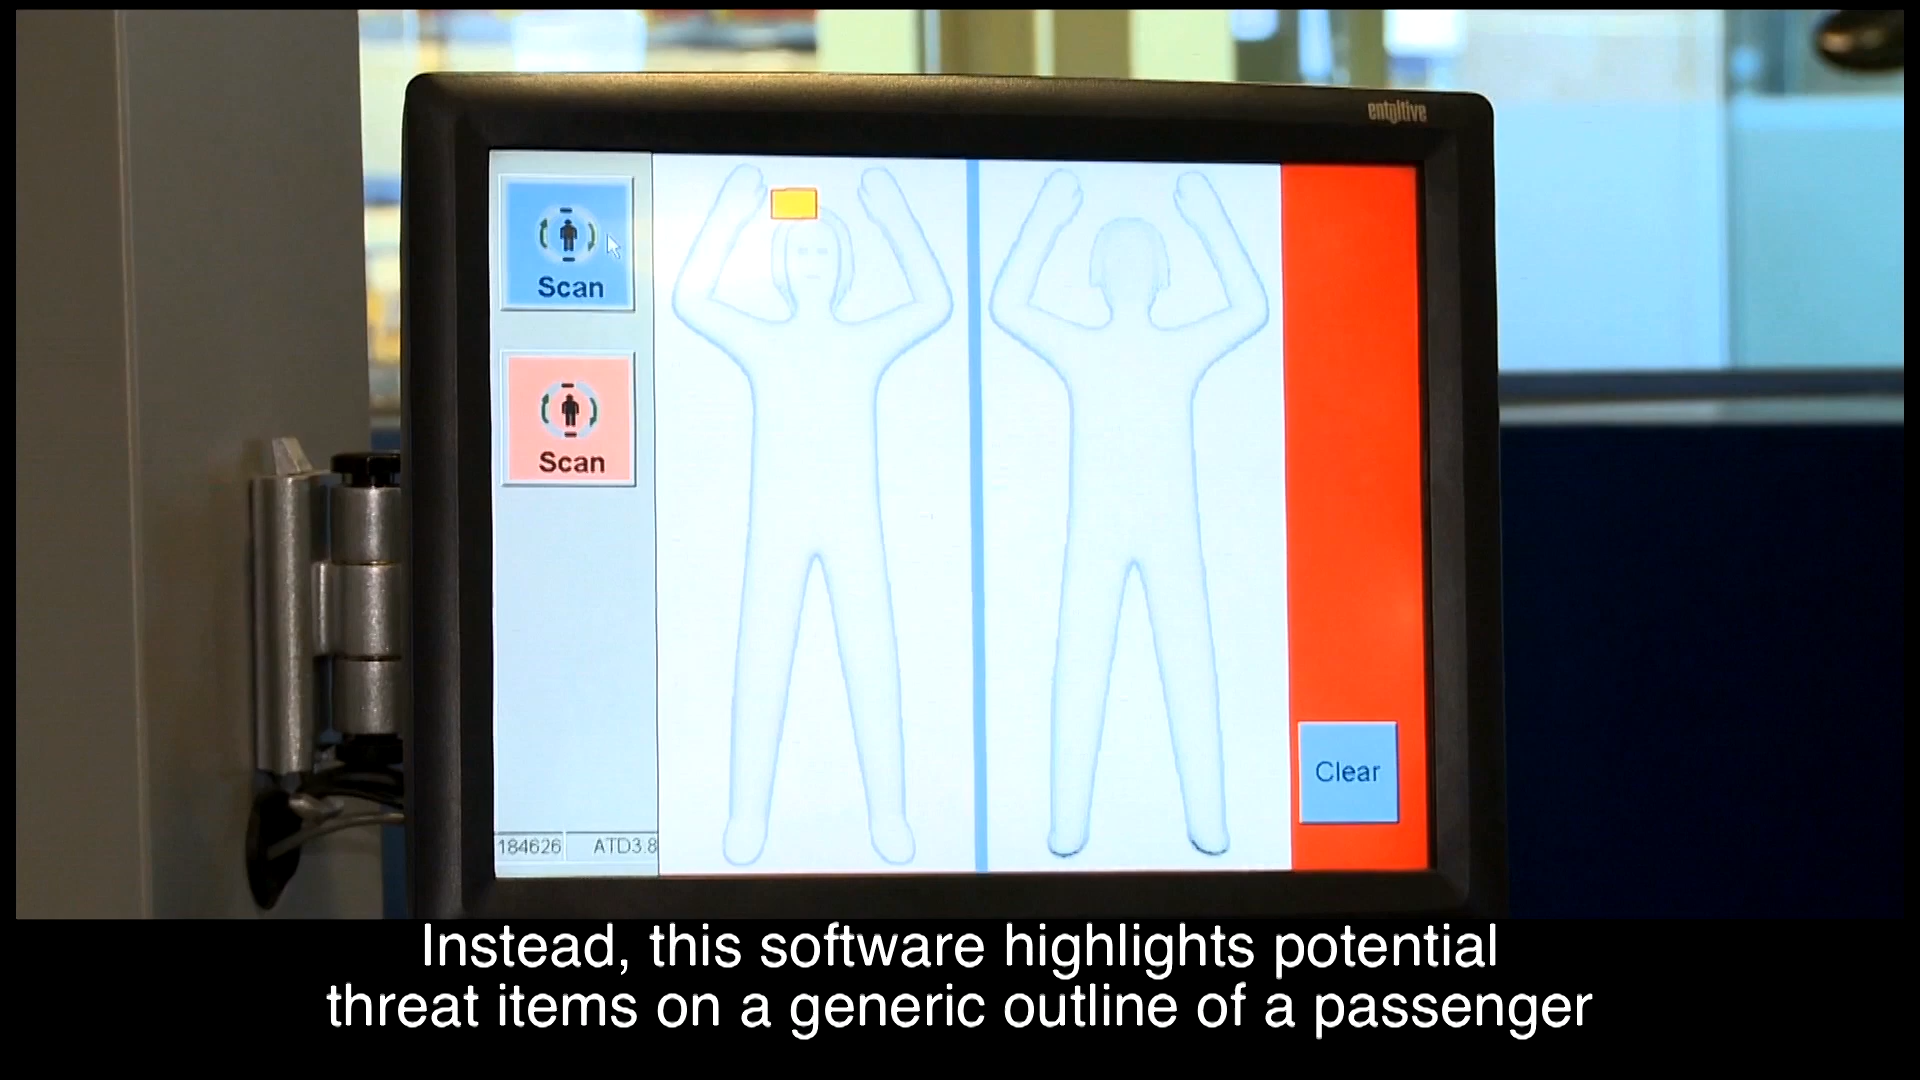 entuitive
Scan
Scan
184626 ATD3.8
Clear
Instead, this software highlights potential
threat items on a generic outline of a passenger